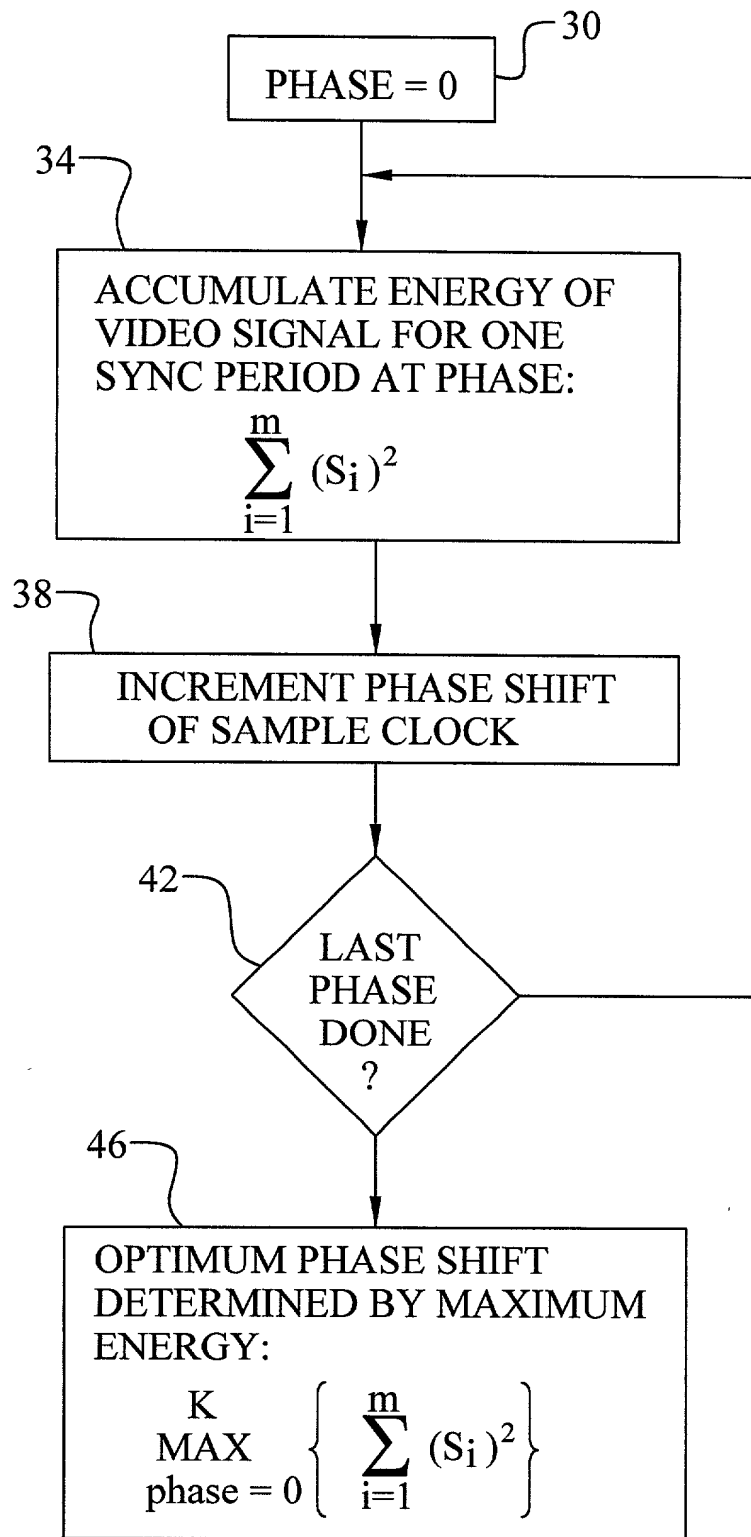 30
PHASE = 0
34
ACCUMULATE ENERGY OF
VIDEO SIGNAL FOR ONE
SYNC PERIOD AT PHASE:
m
∑ (Si)²
i=1
38
INCREMENT PHASE SHIFT
OF SAMPLE CLOCK
42
LAST
PHASE
DONE
?
46
OPTIMUM PHASE SHIFT
DETERMINED BY MAXIMUM
ENERGY:
K m
MAX { ∑ (Si)² }
phase = 0 i=1